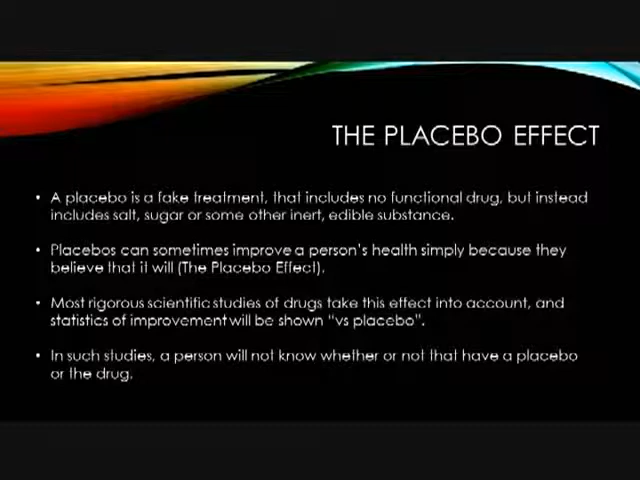 THE PLACEBO EFFECT
• A placebo is a fake treatment, that includes no functional drug, but instead
includes salt, sugar or some other inert, edible substance.
• Placebos can sometimes improve a person's health simply because they
believe that it will (The Placebo Effect).
• Most rigorous scientific studies of drugs take this effect into account, and
statistics of improvement will be shown "vs placebo".
• In such studies, a person will not know whether or not that have a placebo
or the drug.